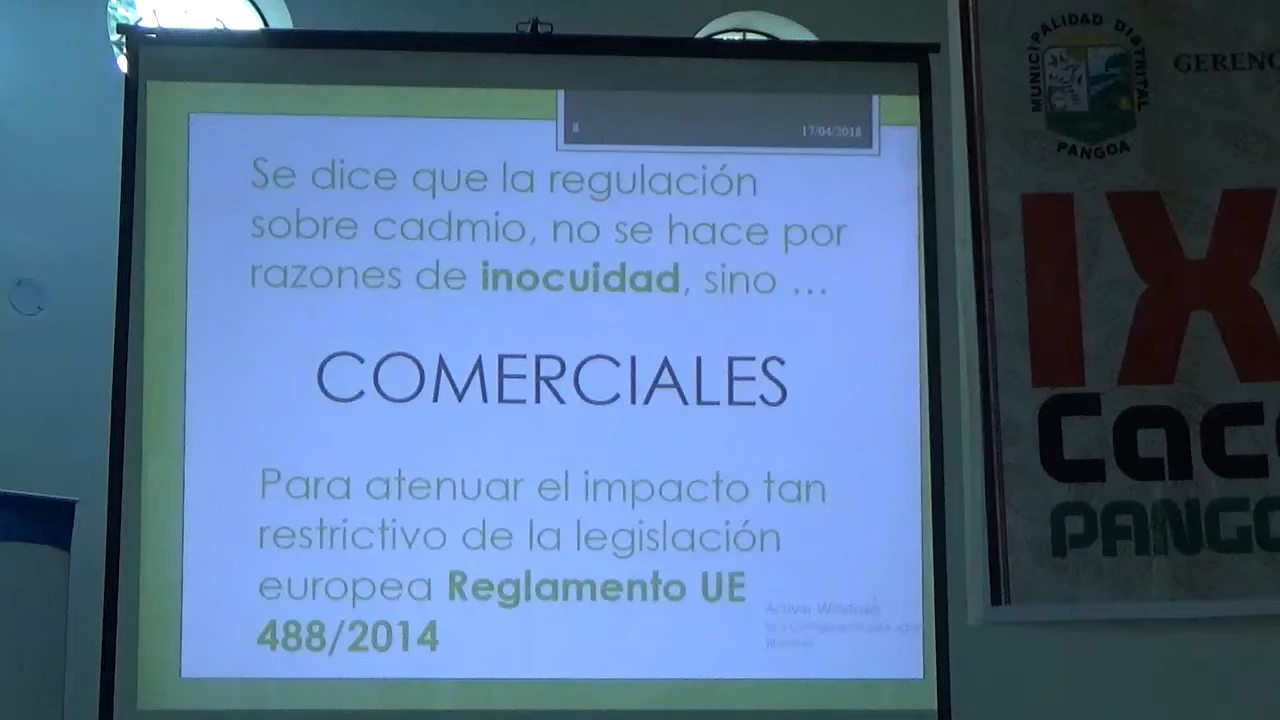 8
17/04/2018
Se dice que la regulación
sobre cadmio, no se hace por
razones de inocuidad, sino ...
COMERCIALES
Para atenuar el impacto tan
restrictivo de la legislación
europea Reglamento UE
488/2014
Activar Windows
Windows
MUNICIPALIDAD DISTRITAL
PANGOA
GERENC
IX
Cac
PANGO